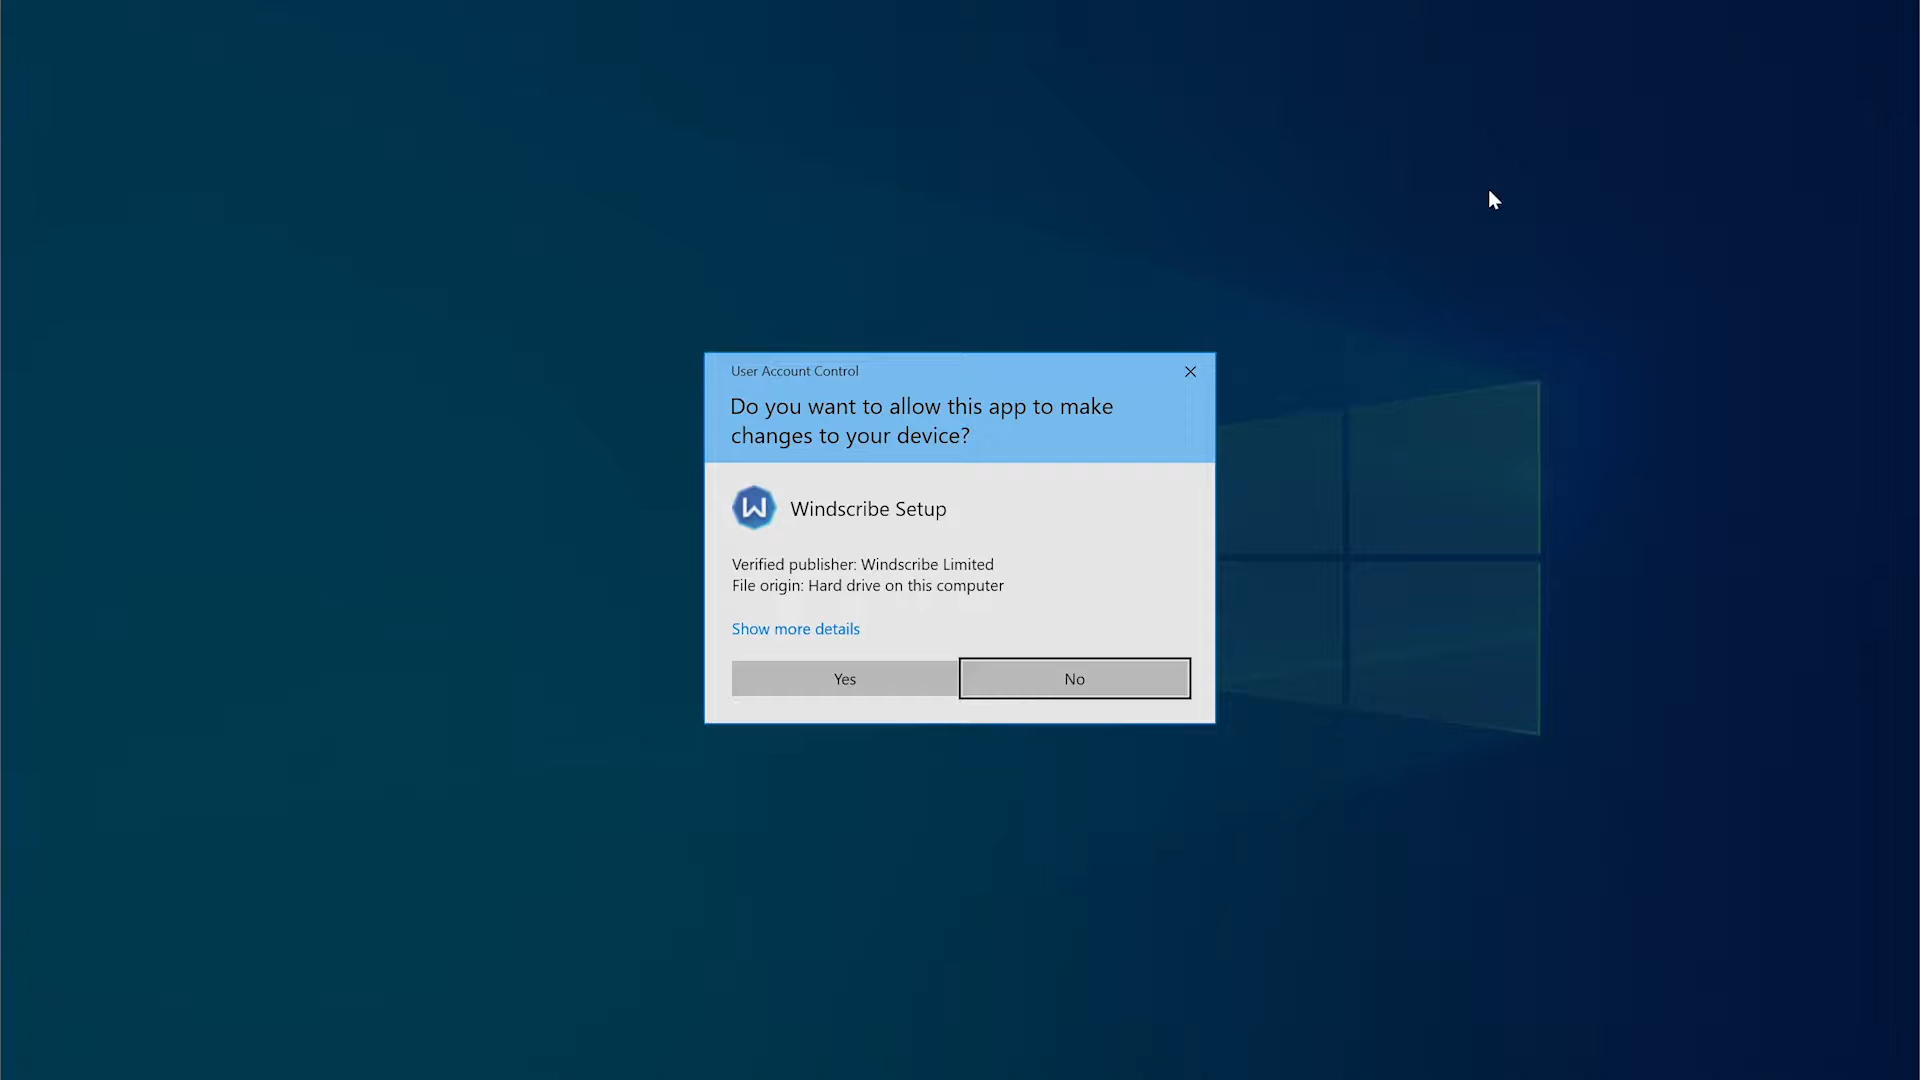 User Account Control
Do you want to allow this app to make
changes to your device?
W
Windscribe Setup
Verified publisher: Windscribe Limited
File origin: Hard drive on this computer
Show more details
Yes
No